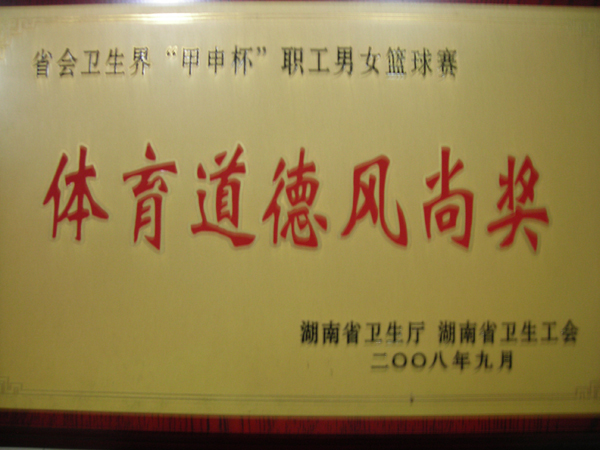 省会卫生界“甲申杯”职工男女篮球赛
体育道德风尚奖
湖南省卫生厅 湖南省卫生工会
二〇〇八年九月